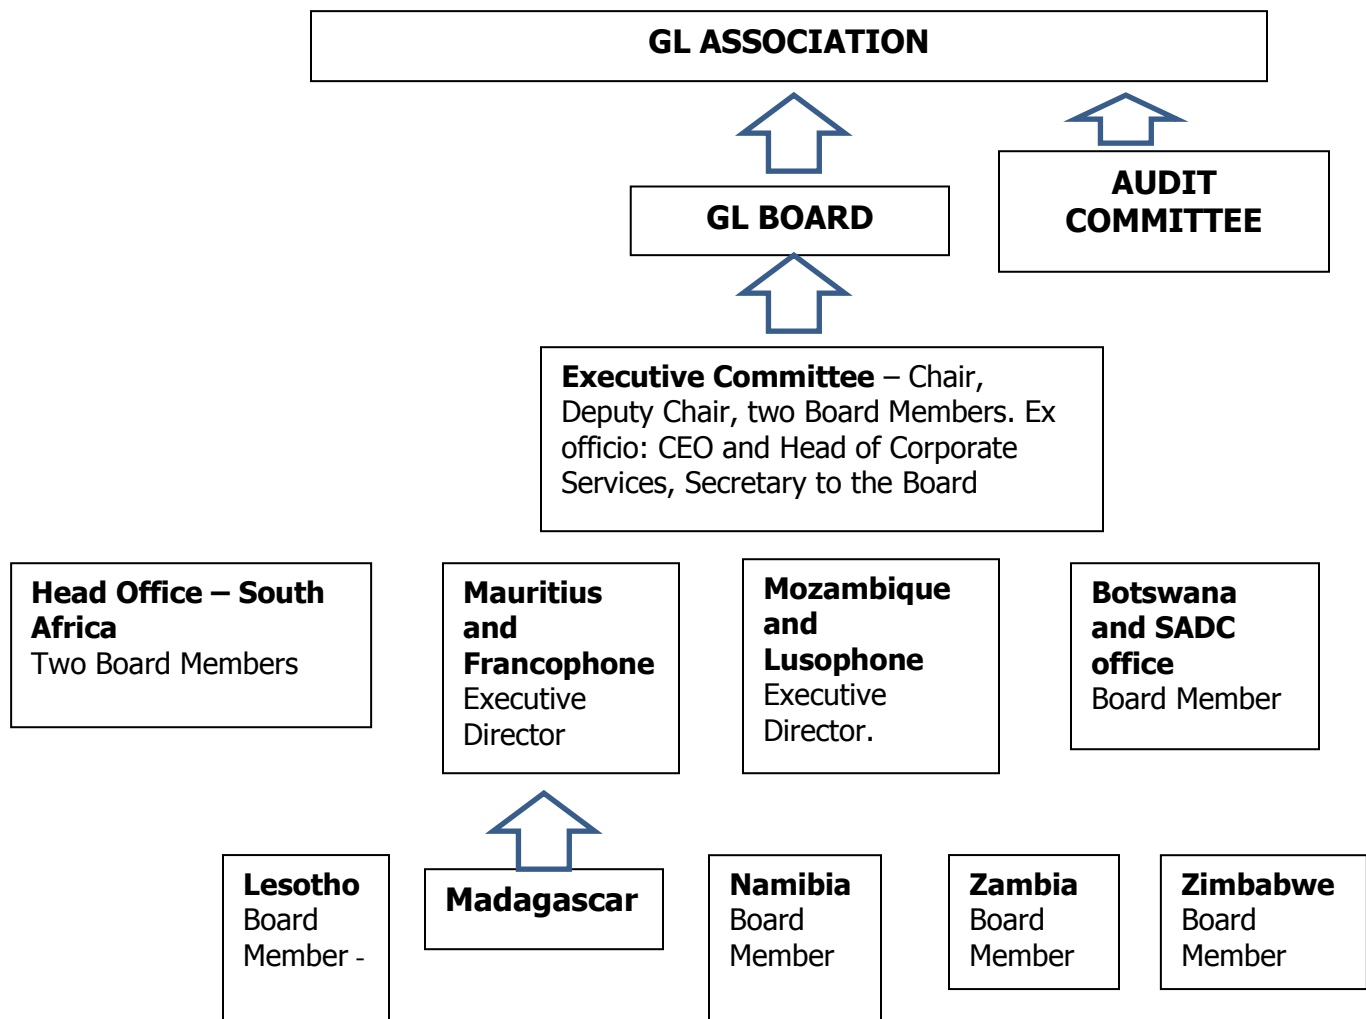 GL ASSOCIATION
GL BOARD
AUDIT
COMMITTEE
Executive Committee – Chair,
Deputy Chair, two Board Members. Ex
officio: CEO and Head of Corporate
Services, Secretary to the Board
Head Office – South
Africa
Two Board Members
Mauritius
and
Francophone
Executive
Director
Mozambique
and
Lusophone
Executive
Director.
Botswana
and SADC
office
Board Member
Lesotho
Board
Member -
Madagascar
Namibia
Board
Member
Zambia
Board
Member
Zimbabwe
Board
Member